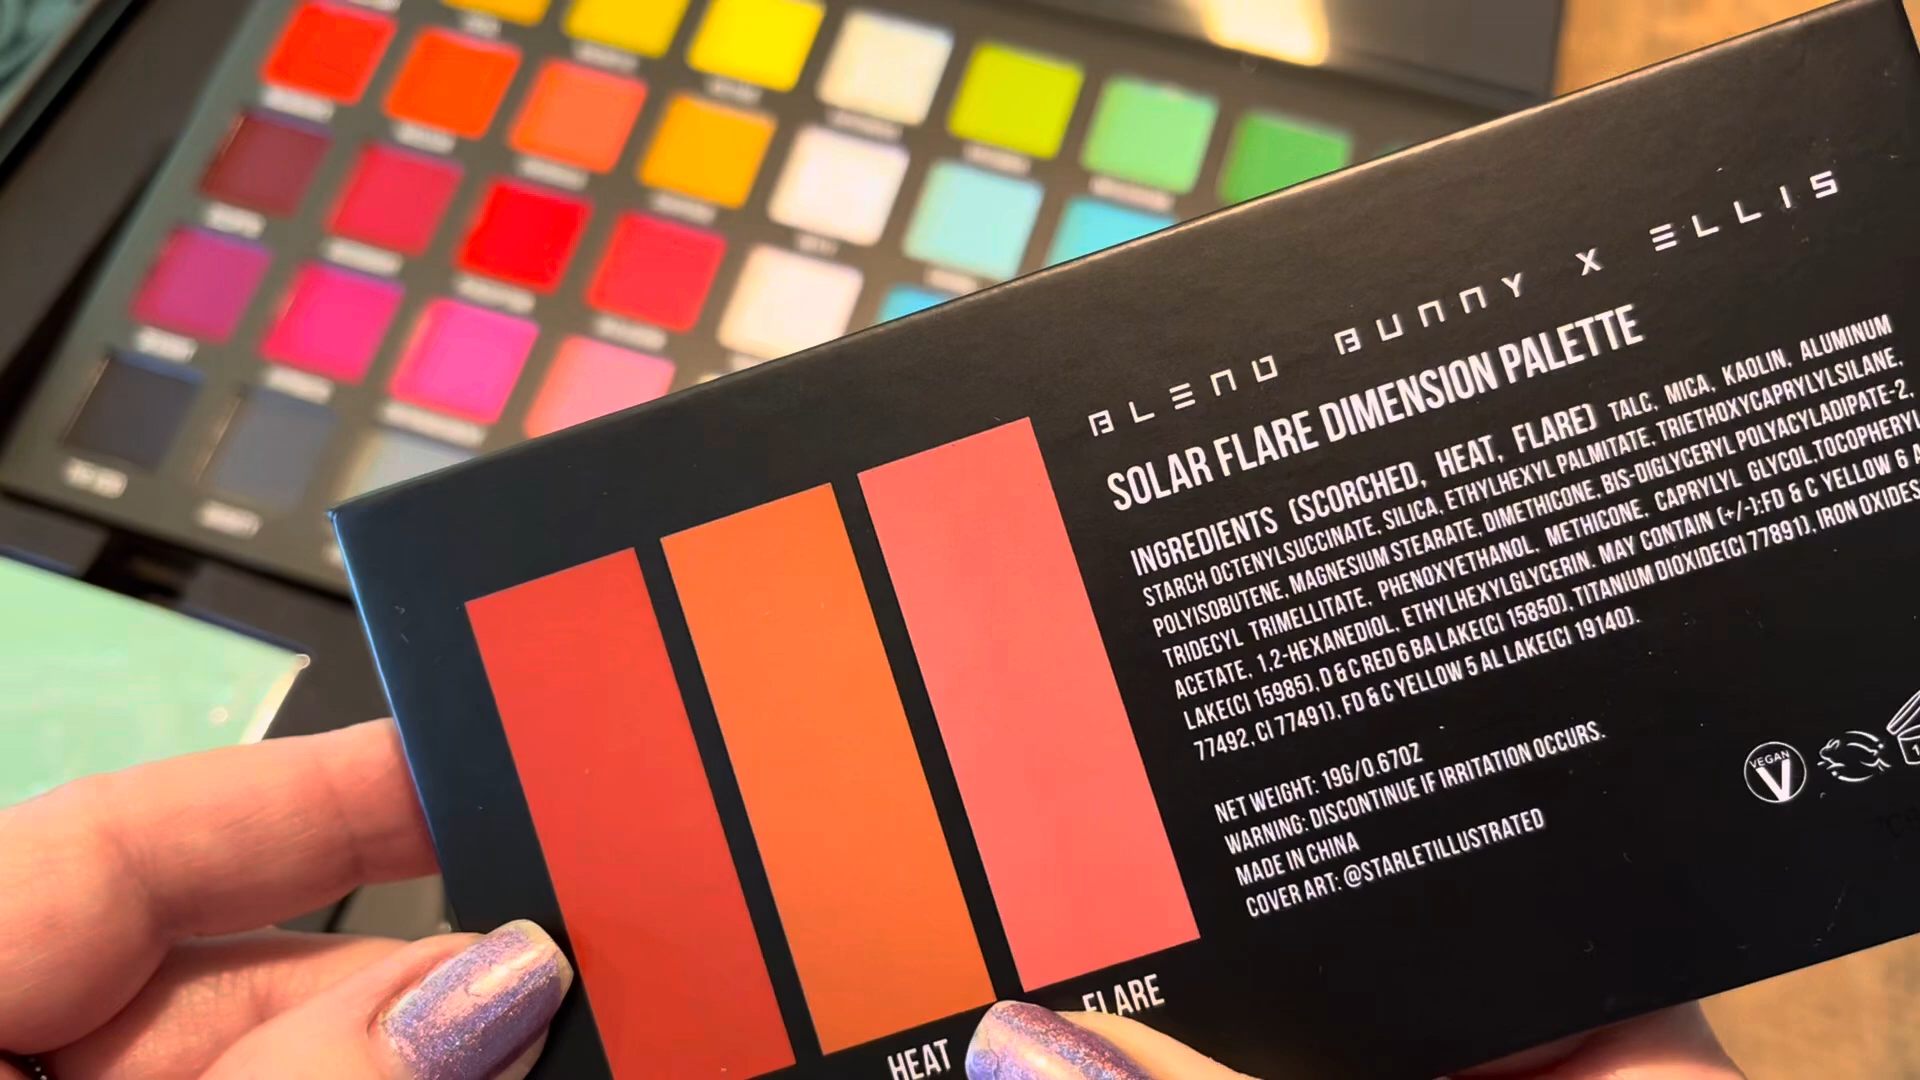 BLEND BUNNY X ELLIS
SOLAR FLARE DIMENSION PALETTE
INGREDIENTS (SCORCHED, HEAT, FLARE) TALC, MICA, KAOLIN, ALUMINUM
STARCH OCTENYLSUCCINATE, SILICA, ETHYLHEXYL PALMITATE, TRIETHOXYCAPRYLYLSILANE,
POLYISOBUTENE, MAGNESIUM STEARATE, DIMETHICONE, BIS-DIGLYCERYL POLYACYLADIPATE-2,
TRIDECYL TRIMELLITATE, PHENOXYETHANOL, METHICONE, CAPRYLYL GLYCOL,TOCOPHERYL
ACETATE, 1,2-HEXANEDIOL, ETHYLHEXYLGLYCERIN. MAY CONTAIN (+/-):FD & C YELLOW 6 A
LAKE(CI 15985), D & C RED 6 BA LAKE(CI 15850), TITANIUM DIOXIDE(CI 77891), IRON OXIDES
77492, CI 77491), FD & C YELLOW 5 AL LAKE(CI 19140).
NET WEIGHT: 19G/0.67OZ
WARNING: DISCONTINUE IF IRRITATION OCCURS.
MADE IN CHINA
COVER ART: @STARLETILLUSTRATED
VEGAN
V
FLARE
HEAT